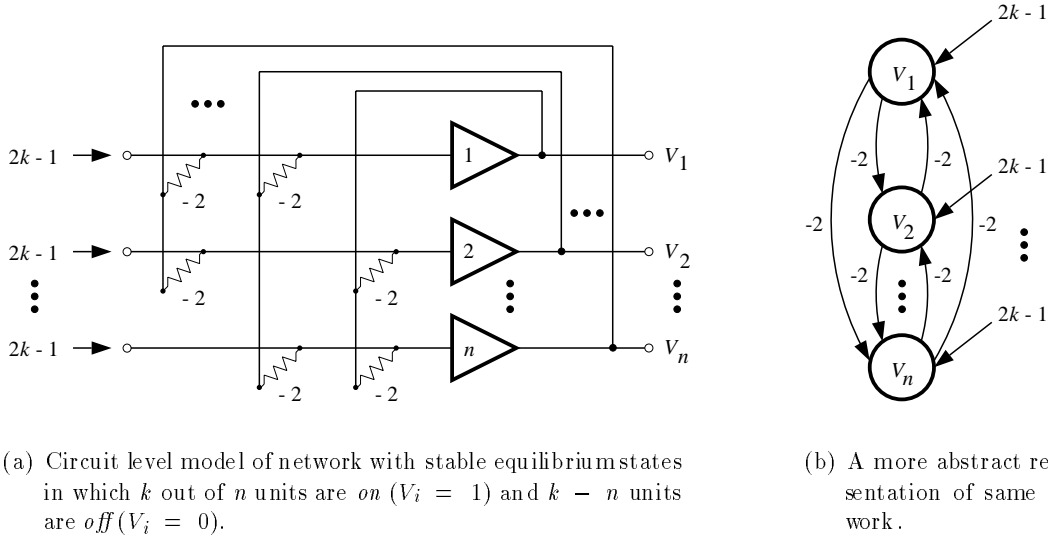 2k - 1
1
V1
- 2
- 2
2k - 1
2
V2
- 2
- 2
2k - 1
n
Vn
- 2
- 2
(a) Circuit level model of network with stable equilibrium states
in which k out of n units are on (Vi = 1) and k − n units
are off (Vi = 0).
2k - 1
V1
-2
-2
2k - 1
-2
V2
-2
-2
-2
2k - 1
Vn
(b) A more abstract re
sentation of same
work.